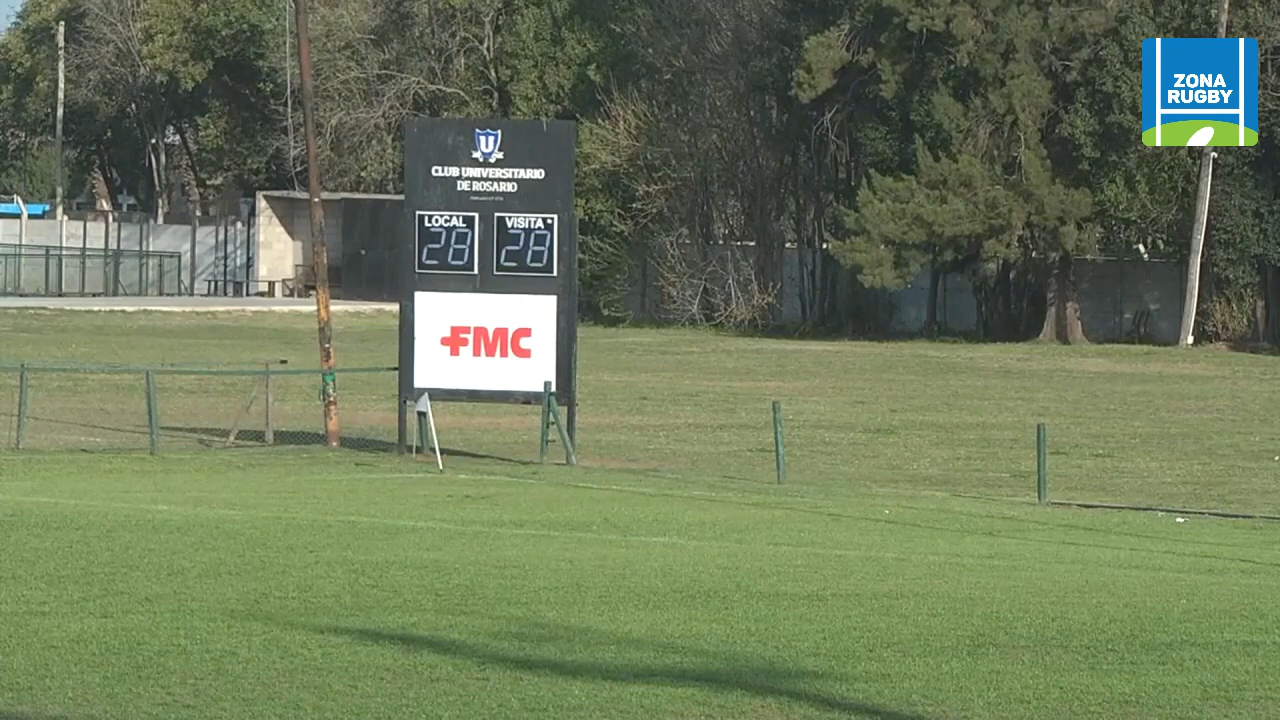 ZONA
RUGBY
U
CLUB UNIVERSITARIO
DE ROSARIO
LOCAL
VISITA
28
28
FMC